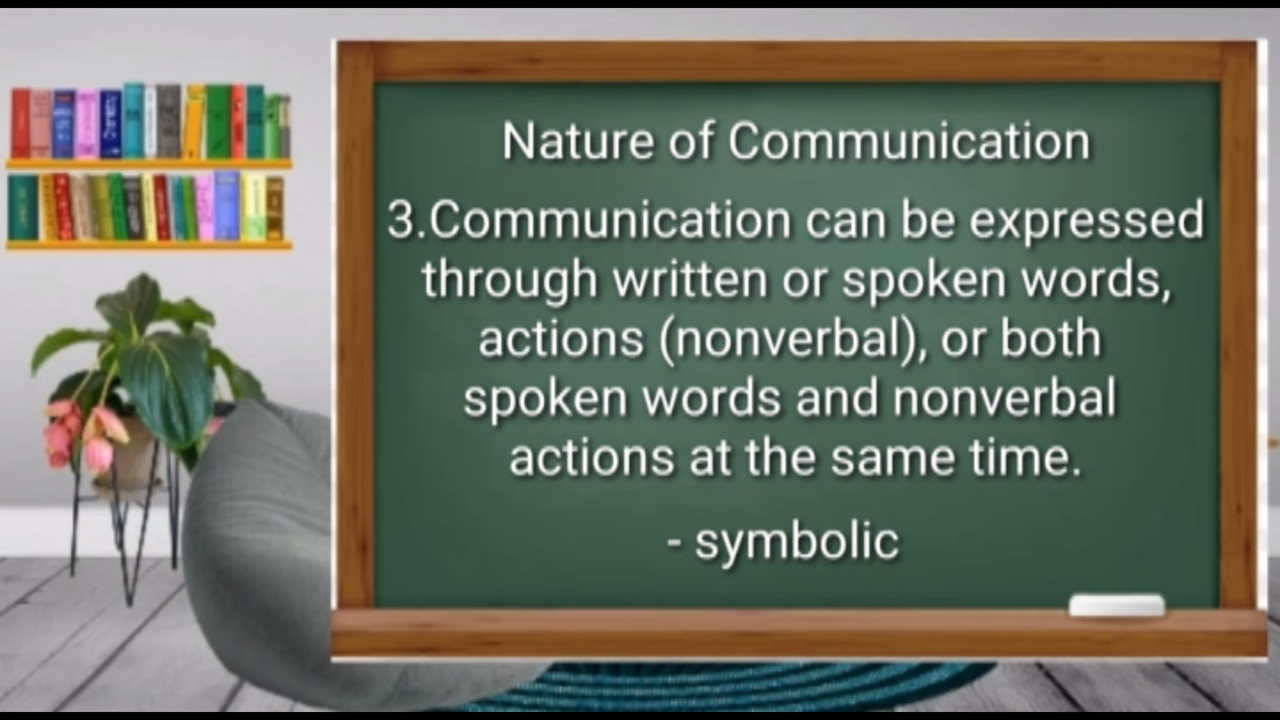 Nature of Communication
3.Communication can be expressed
through written or spoken words,
actions (nonverbal), or both
spoken words and nonverbal
actions at the same time.
- symbolic